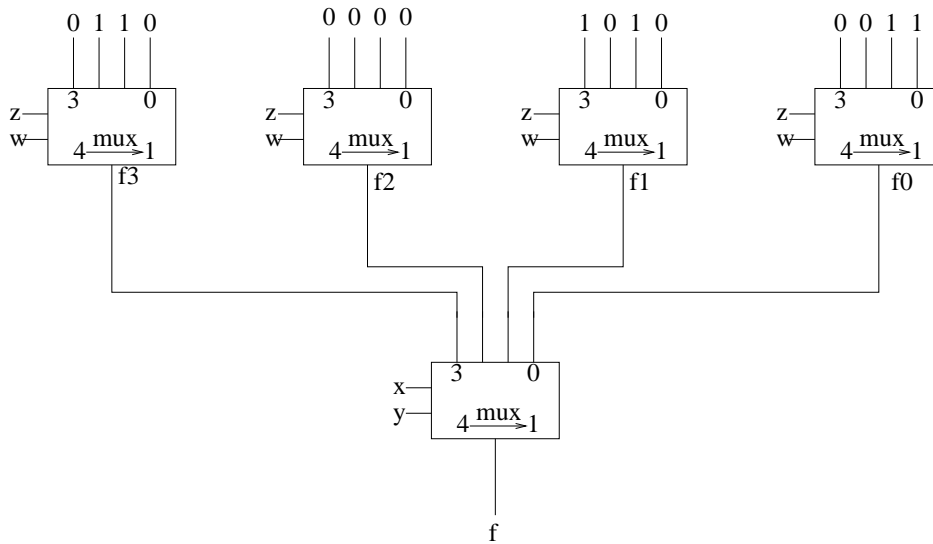 0 1 1 0 0 0 0 0 1 0 1 0 0 0 1 1
3 0 3 0 3 0 3 0
z z z z
w w w w
mux mux mux mux
4 1 4 1 4 1 4 1
f3 f2 f1 f0
3 0
x
y
mux
4 1
f